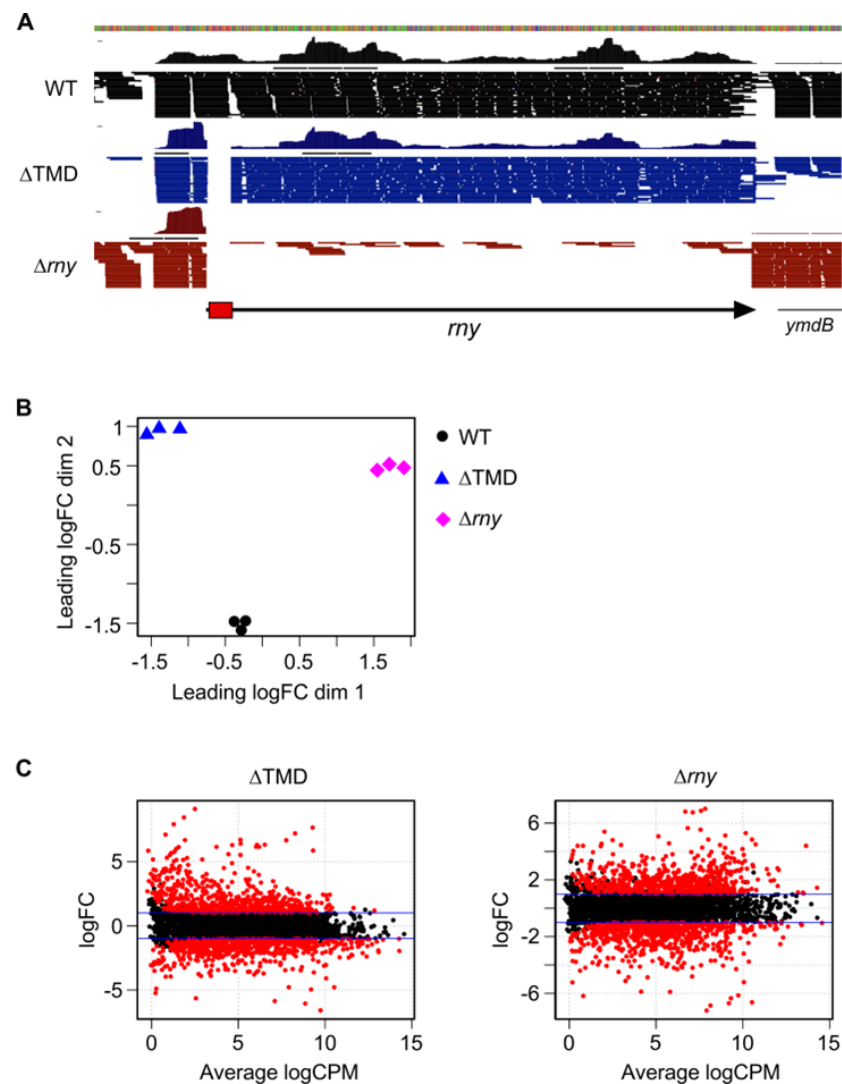 A
WT
ΔTMD
Δrny
rny
ymdB
B
Leading logFC dim 2
1
0.5
-0.5
-1.5
-1.5
-0.5
0.5
1.5
Leading logFC dim 1
WT
ΔTMD
Δrny
C
ΔTMD
logFC
5
0
-5
0
5
10
15
Average logCPM
Δrny
logFC
6
2
-2
-6
0
5
10
15
Average logCPM